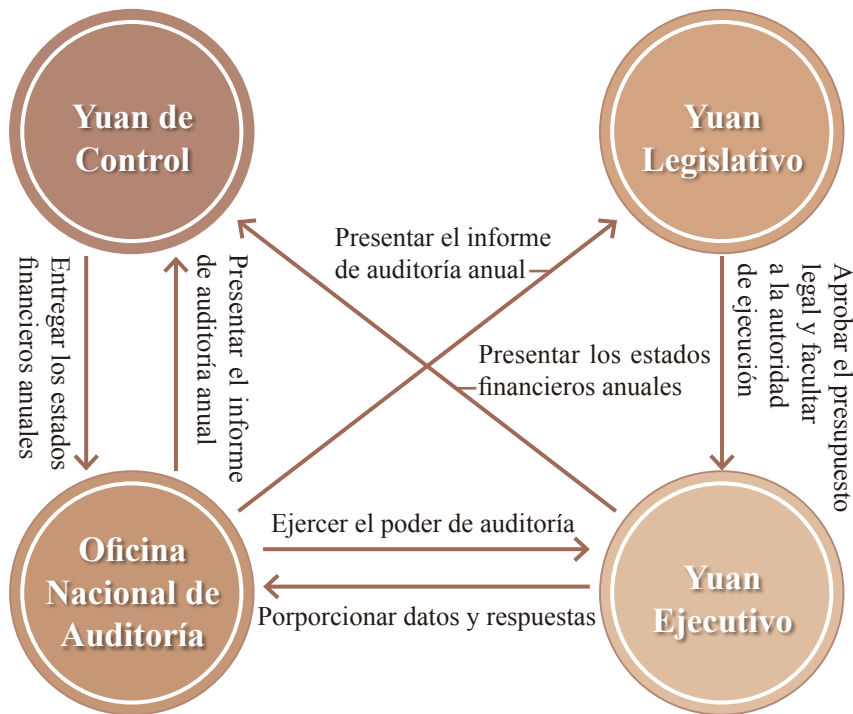 Yuan de
Control
Yuan
Legislativo
Presentar el informe
de auditoría anual
Presentar los estados
financieros anuales
Entregar los estados
financieros anuales
Presentar el informe
de auditoría anual
Aprobar el presupuesto
legal y facultar
a la autoridad
de ejecución
Oficina
Nacional de
Auditoría
Ejercer el poder de auditoría
Porporcionar datos y respuestas
Yuan
Ejecutivo